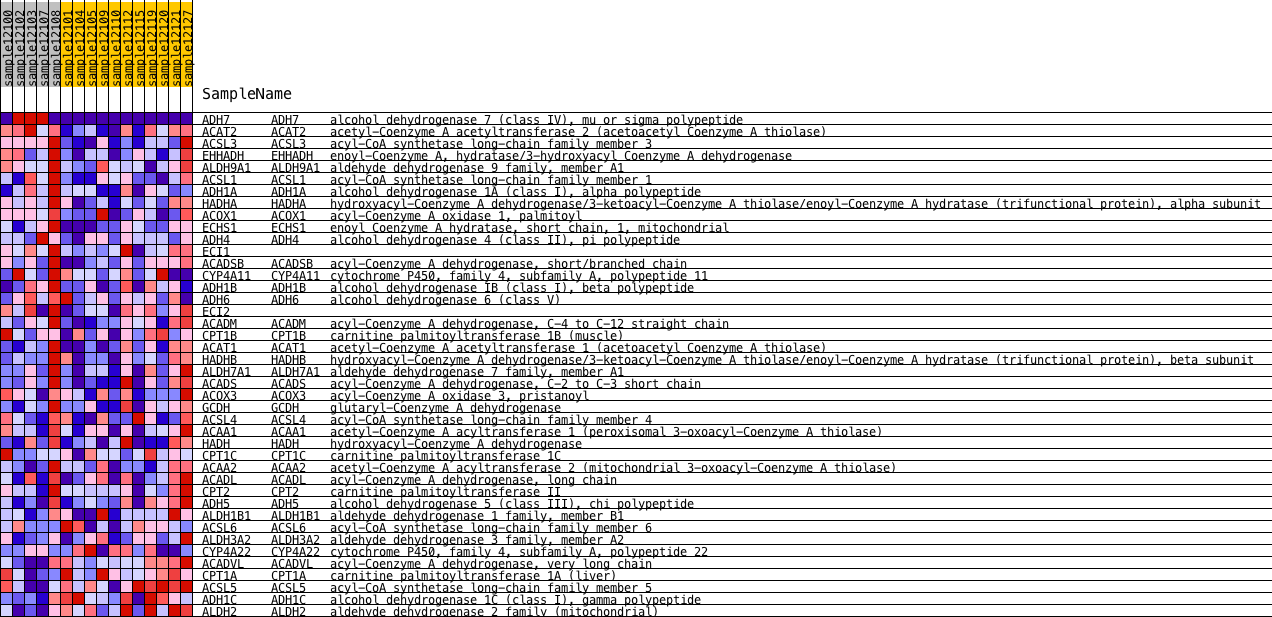 sample12100
sample12102
sample12103
sample12107
sample12108
sample12101
sample12104
sample12105
sample12109
sample12110
sample12112
sample12115
sample12119
sample12120
sample12121
sample12127
SampleName
ADH7 ADH7 alcohol dehydrogenase 7 (class IV), mu or sigma polypeptide
ACAT2 ACAT2 acetyl-Coenzyme A acetyltransferase 2 (acetoacetyl Coenzyme A thiolase)
ACSL3 ACSL3 acyl-CoA synthetase long-chain family member 3
EHHADH EHHADH enoyl-Coenzyme A, hydratase/3-hydroxyacyl Coenzyme A dehydrogenase
ALDH9A1 ALDH9A1 aldehyde dehydrogenase 9 family, member A1
ACSL1 ACSL1 acyl-CoA synthetase long-chain family member 1
ADH1A ADH1A alcohol dehydrogenase 1A (class I), alpha polypeptide
HADHA HADHA hydroxyacyl-Coenzyme A dehydrogenase/3-ketoacyl-Coenzyme A thiolase/enoyl-Coenzyme A hydratase (trifunctional protein), alpha subunit
ACOX1 ACOX1 acyl-Coenzyme A oxidase 1, palmitoyl
ECHS1 ECHS1 enoyl Coenzyme A hydratase, short chain, 1, mitochondrial
ADH4 ADH4 alcohol dehydrogenase 4 (class II), pi polypeptide
ECI1
ACADSB ACADSB acyl-Coenzyme A dehydrogenase, short/branched chain
CYP4A11 CYP4A11 cytochrome P450, family 4, subfamily A, polypeptide 11
ADH1B ADH1B alcohol dehydrogenase IB (class I), beta polypeptide
ADH6 ADH6 alcohol dehydrogenase 6 (class V)
ECI2
ACADM ACADM acyl-Coenzyme A dehydrogenase, C-4 to C-12 straight chain
CPT1B CPT1B carnitine palmitoyltransferase 1B (muscle)
ACAT1 ACAT1 acetyl-Coenzyme A acetyltransferase 1 (acetoacetyl Coenzyme A thiolase)
HADHB HADHB hydroxyacyl-Coenzyme A dehydrogenase/3-ketoacyl-Coenzyme A thiolase/enoyl-Coenzyme A hydratase (trifunctional protein), beta subunit
ALDH7A1 ALDH7A1 aldehyde dehydrogenase 7 family, member A1
ACADS ACADS acyl-Coenzyme A dehydrogenase, C-2 to C-3 short chain
ACOX3 ACOX3 acyl-Coenzyme A oxidase 3, pristanoyl
GCDH GCDH glutaryl-Coenzyme A dehydrogenase
ACSL4 ACSL4 acyl-CoA synthetase long-chain family member 4
ACAA1 ACAA1 acetyl-Coenzyme A acyltransferase 1 (peroxisomal 3-oxoacyl-Coenzyme A thiolase)
HADH HADH hydroxyacyl-Coenzyme A dehydrogenase
CPT1C CPT1C carnitine palmitoyltransferase 1C
ACAA2 ACAA2 acetyl-Coenzyme A acyltransferase 2 (mitochondrial 3-oxoacyl-Coenzyme A thiolase)
ACADL ACADL acyl-Coenzyme A dehydrogenase, long chain
CPT2 CPT2 carnitine palmitoyltransferase II
ADH5 ADH5 alcohol dehydrogenase 5 (class III), chi polypeptide
ALDH1B1 ALDH1B1 aldehyde dehydrogenase 1 family, member B1
ACSL6 ACSL6 acyl-CoA synthetase long-chain family member 6
ALDH3A2 ALDH3A2 aldehyde dehydrogenase 3 family, member A2
CYP4A22 CYP4A22 cytochrome P450, family 4, subfamily A, polypeptide 22
ACADVL ACADVL acyl-Coenzyme A dehydrogenase, very long chain
CPT1A CPT1A carnitine palmitoyltransferase 1A (liver)
ACSL5 ACSL5 acyl-CoA synthetase long-chain family member 5
ADH1C ADH1C alcohol dehydrogenase 1C (class I), gamma polypeptide
ALDH2 ALDH2 aldehyde dehydrogenase 2 family (mitochondrial)